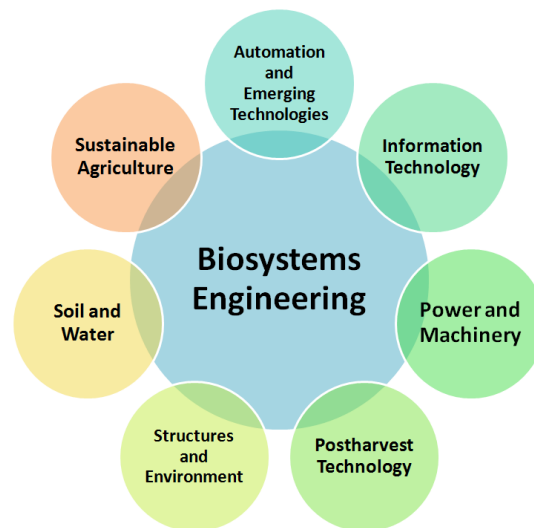 Automation
and
Emerging
Technologies
Information
Technology
Power and
Machinery
Postharvest
Technology
Structures
and
Environment
Soil and
Water
Sustainable
Agriculture
Biosystems
Engineering